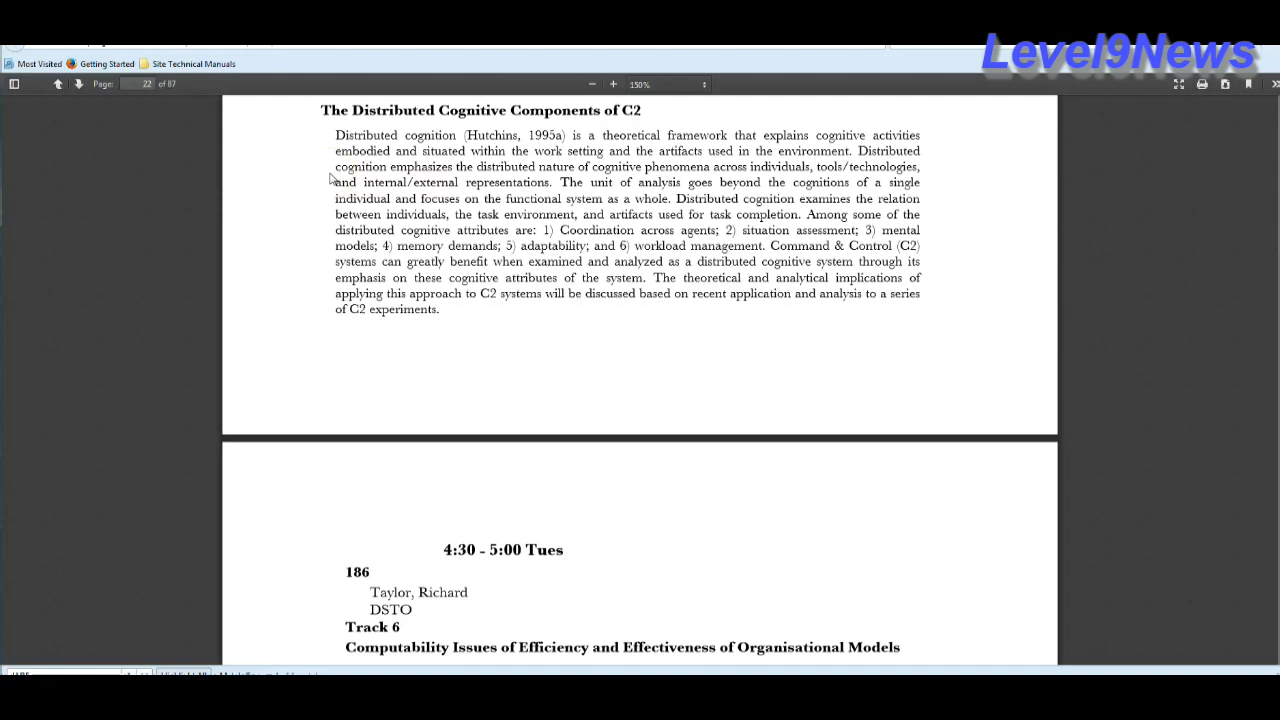 Level9News
Most Visited Getting Started Site Technical Manuals
Page: 22 of 87 150%
The Distributed Cognitive Components of C2
Distributed cognition (Hutchins, 1995a) is a theoretical framework that explains cognitive activities
embodied and situated within the work setting and the artifacts used in the environment. Distributed
cognition emphasizes the distributed nature of cognitive phenomena across individuals, tools/technologies,
and internal/external representations. The unit of analysis goes beyond the cognitions of a single
individual and focuses on the functional system as a whole. Distributed cognition examines the relation
between individuals, the task environment, and artifacts used for task completion. Among some of the
distributed cognitive attributes are: 1) Coordination across agents; 2) situation assessment; 3) mental
models; 4) memory demands; 5) adaptability; and 6) workload management. Command & Control (C2)
systems can greatly benefit when examined and analyzed as a distributed cognitive system through its
emphasis on these cognitive attributes of the system. The theoretical and analytical implications of
applying this approach to C2 systems will be discussed based on recent application and analysis to a series
of C2 experiments.
4:30 - 5:00 Tues
186
Taylor, Richard
DSTO
Track 6
Computability Issues of Efficiency and Effectiveness of Organisational Models